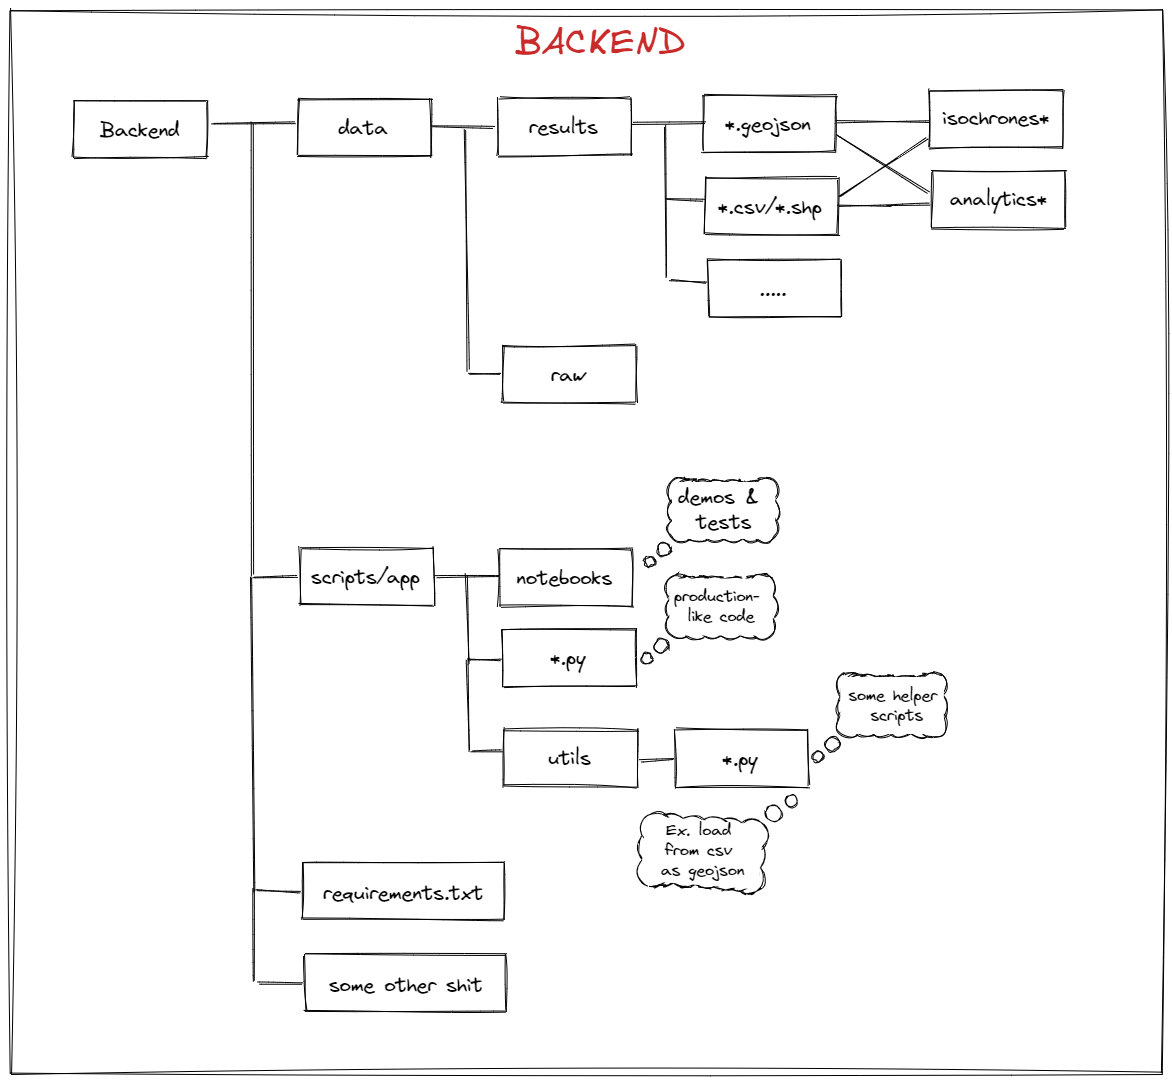 BACKEND
Backend
data
results
*.geojson
isochrones*
*.csv/*.shp
analytics*
.....
raw
demos &
tests
scripts/app
notebooks
production-
like code
*.py
some helper
scripts
utils
*.py
Ex. load
from csv
as geojson
requirements.txt
some other shit